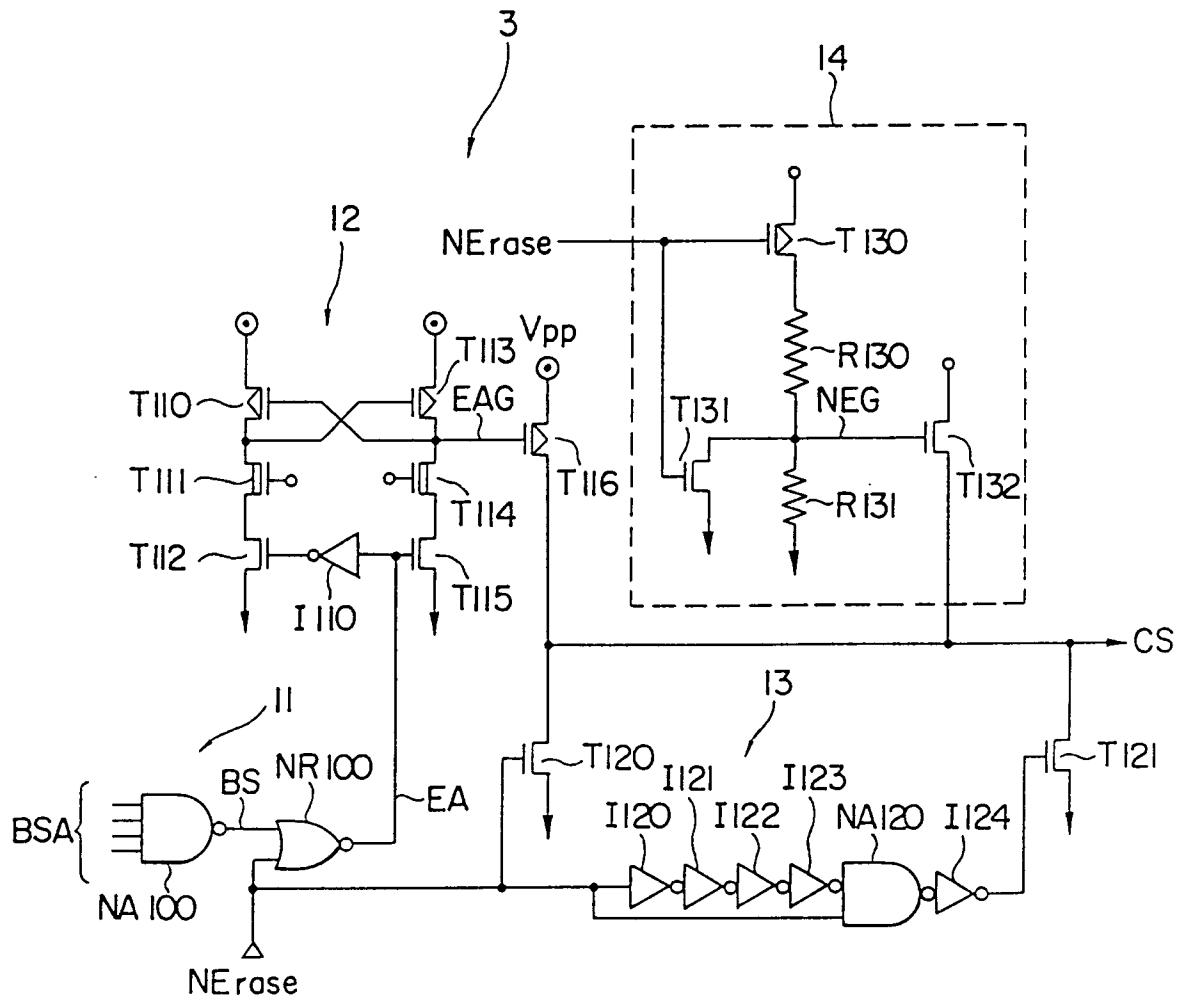 3
14
12
NErase
T130
Vpp
T113
R130
T110
EAG
T131
NEG
T111
T116
T132
T114
R131
T112
T115
I110
CS
11
13
NR100
T120
T121
BS
I121
I123
EA
BSA
I120
I122
NA120
I124
NA100
NErase